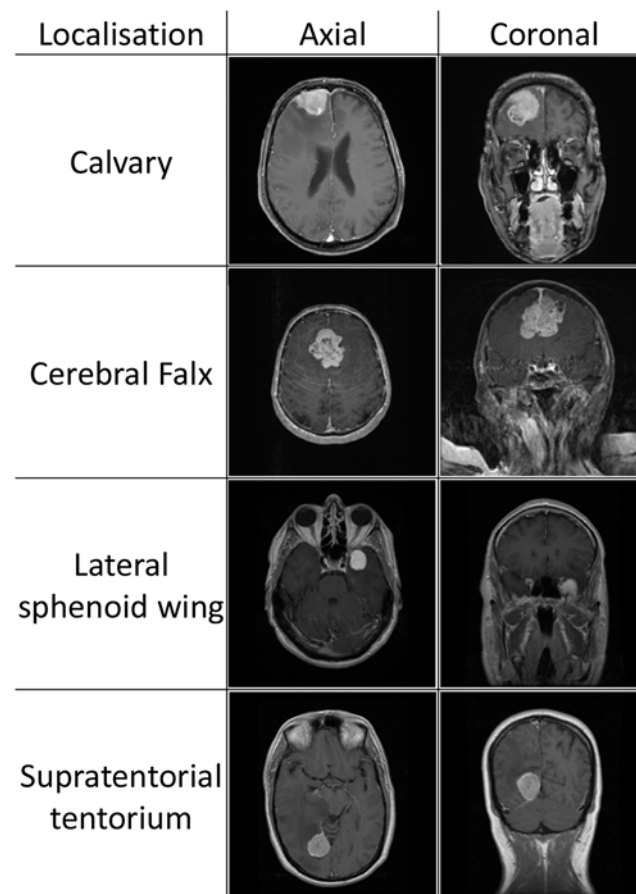 Localisation Axial Coronal
Calvary
Cerebral Falx
Lateral
sphenoid wing
Supratentorial
tentorium